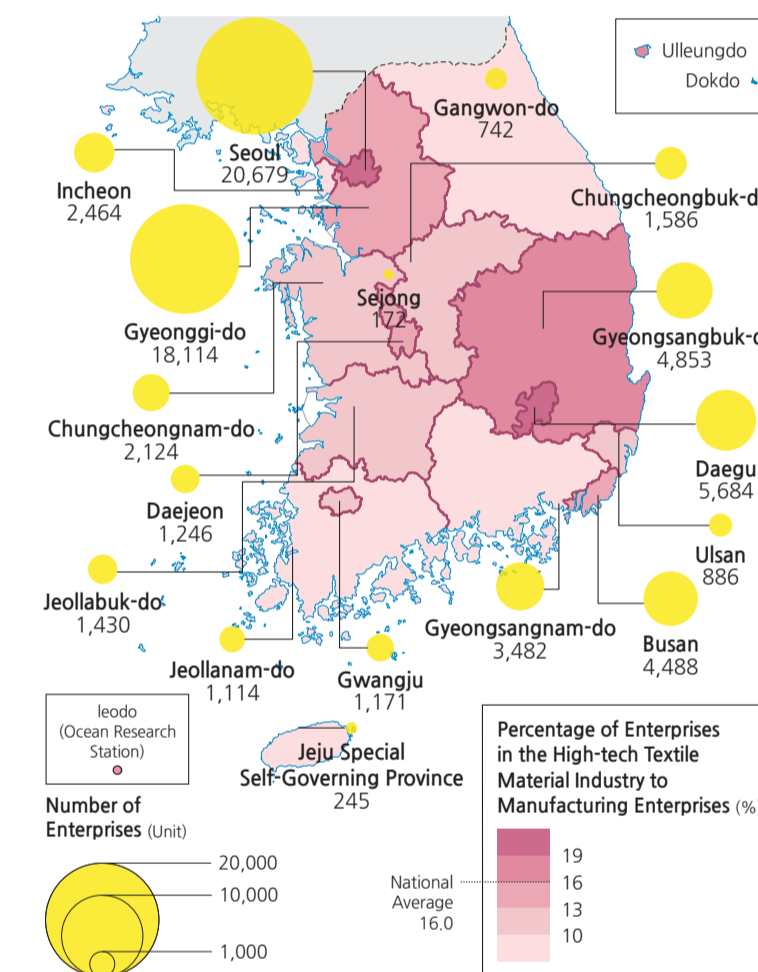 Ulleungdo
Dokdo
Gangwon-do
742
Seoul
20,679
Incheon
2,464
Chungcheongbuk-d
1,586
Sejong
172
Gyeonggi-do
18,114
Gyeongsangbuk-d
4,853
Chungcheongnam-do
2,124
Daegu
5,684
Daejeon
1,246
Ulsan
886
Jeollabuk-do
1,430
Gyeongsangnam-do
3,482
Busan
4,488
Jeollanam-do
1,114
Gwangju
1,171
Ieodo
(Ocean Research
Station)
Jeju Special
Self-Governing Province
245
Number of
Enterprises (Unit)
20,000
10,000
1,000
Percentage of Enterprises
in the High-tech Textile
Material Industry to
Manufacturing Enterprises (%
19
16
13
10
National
Average
16.0